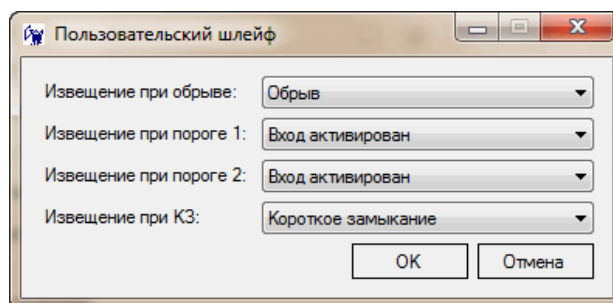 Пользовательский шлейф
Извещение при обрыве: Обрыв
Извещение при пороге 1: Вход активирован
Извещение при пороге 2: Вход активирован
Извещение при КЗ: Короткое замыкание
OK Отмена